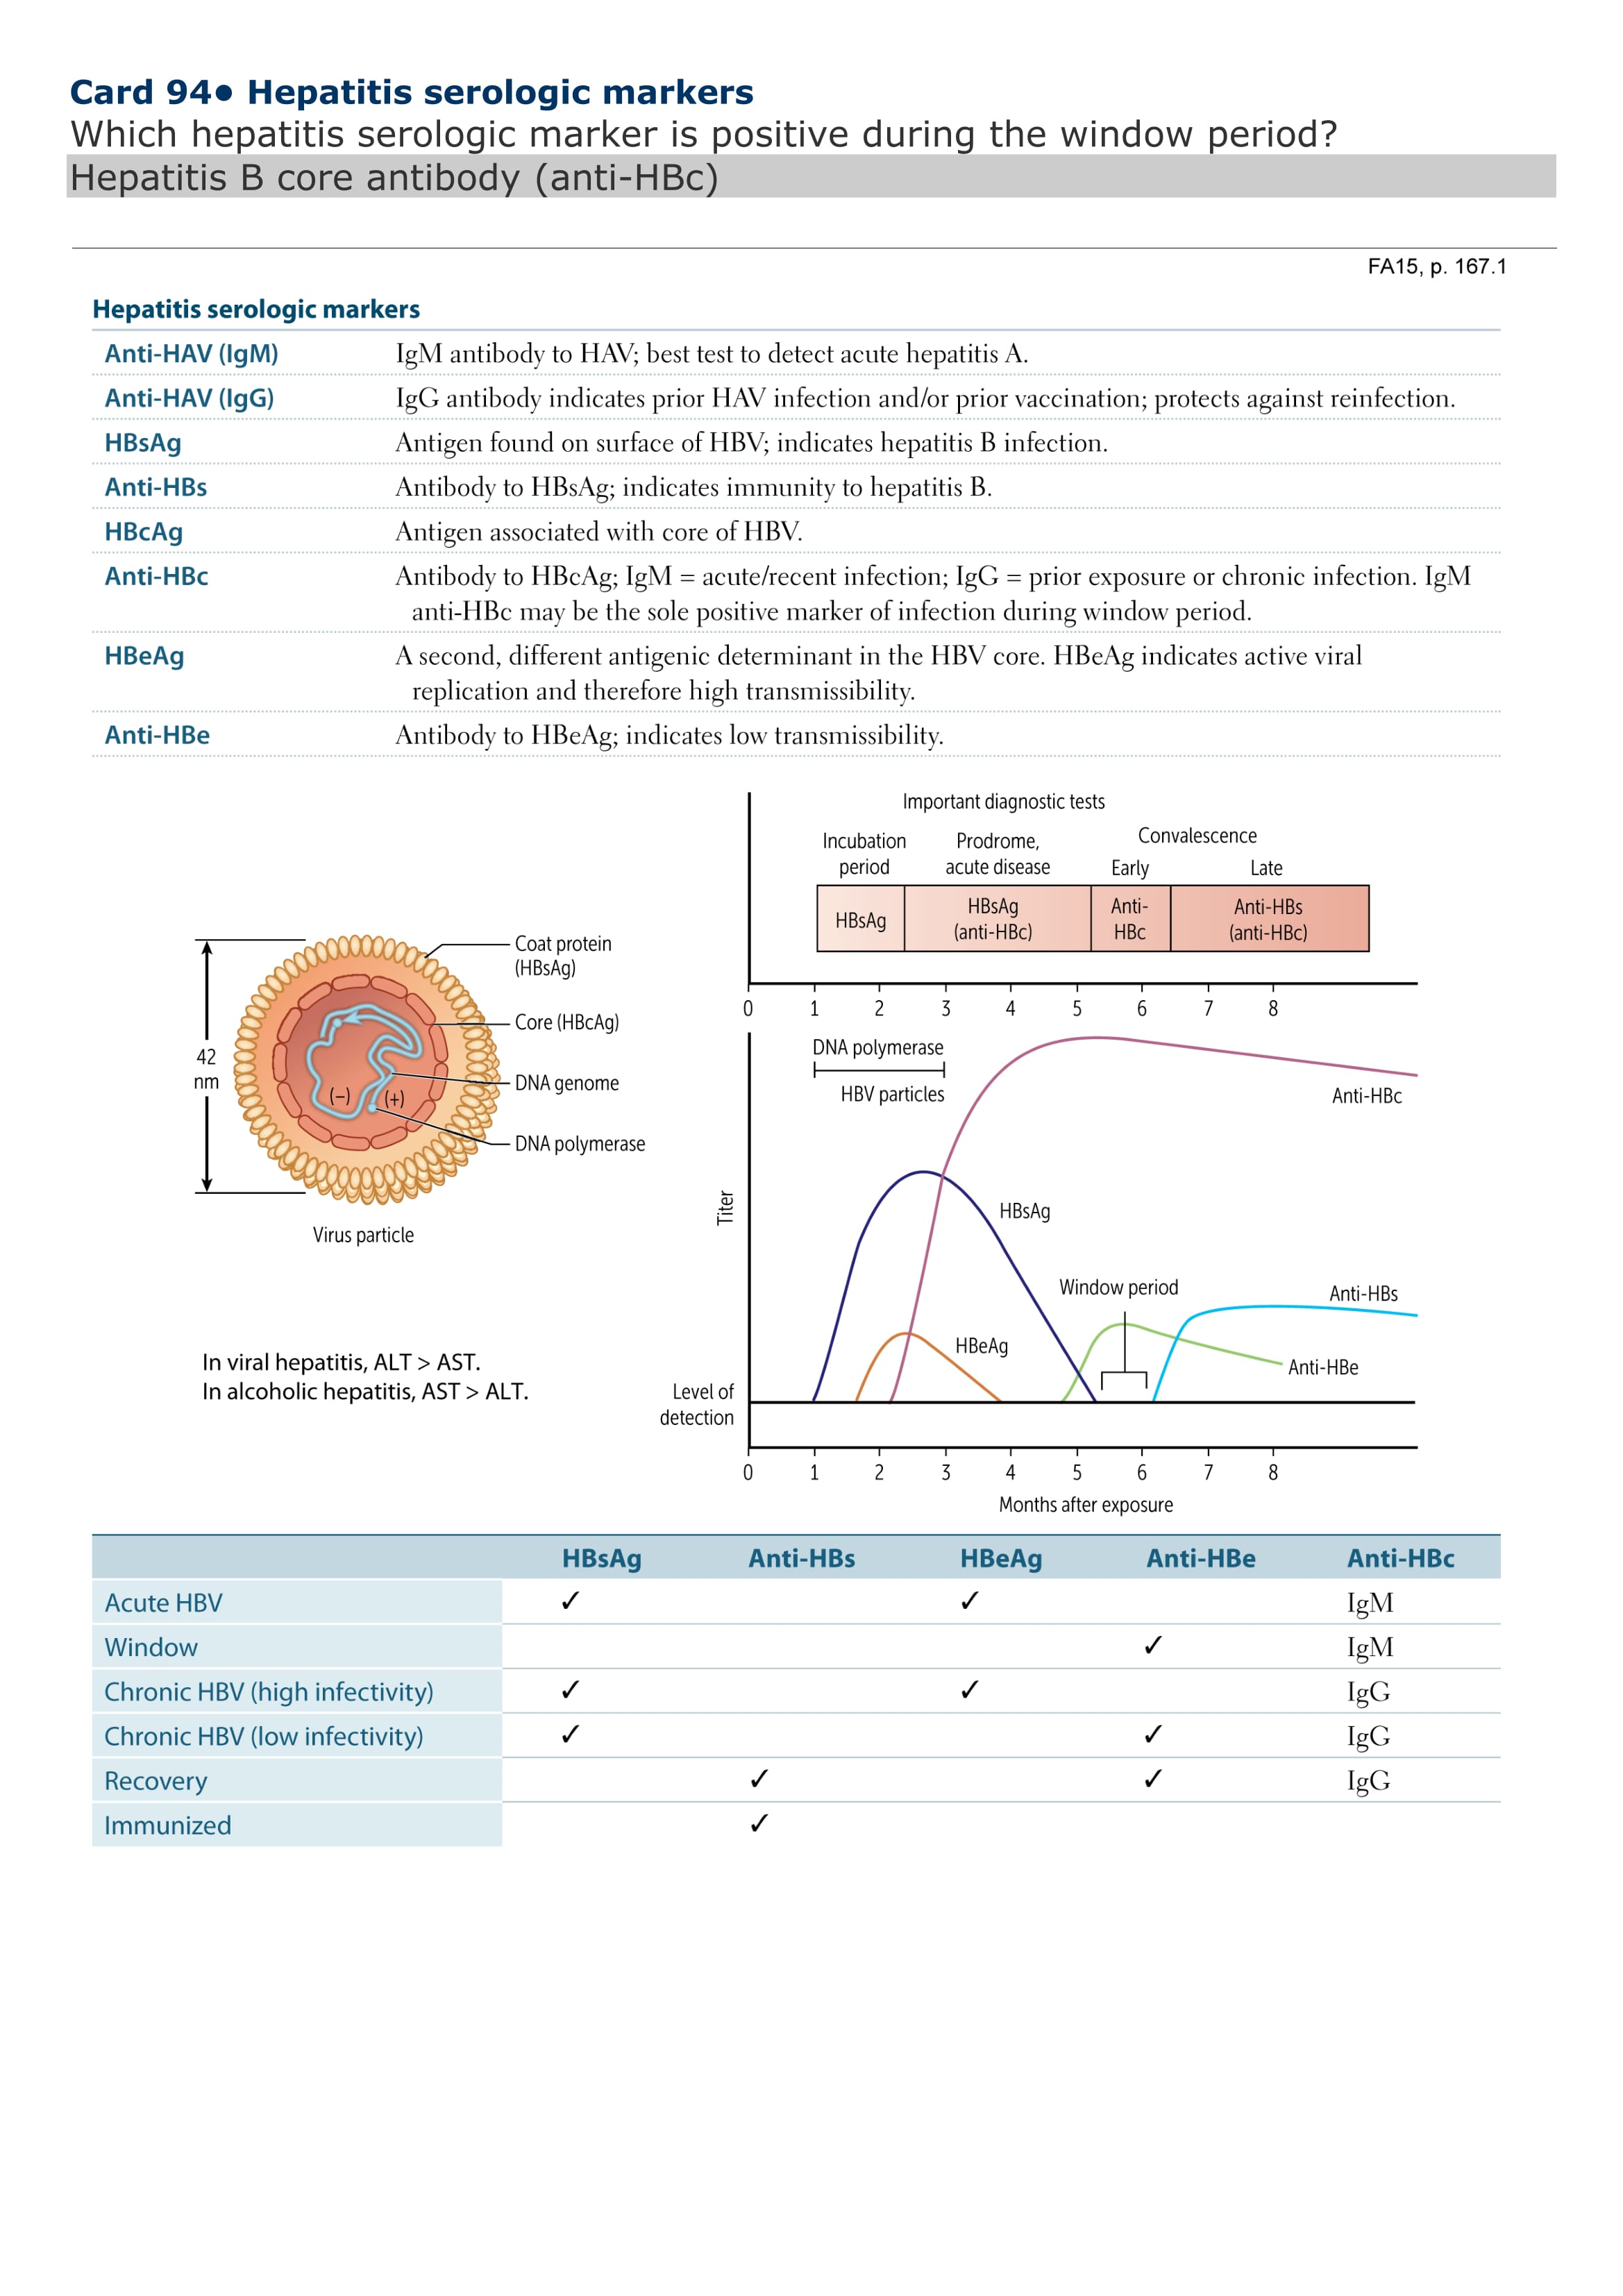 Card 94● Hepatitis serologic markers
Which hepatitis serologic marker is positive during the window period?
Hepatitis B core antibody (anti-HBc)
FA15, p. 167.1
Hepatitis serologic markers
Anti-HAV (IgM) IgM antibody to HAV; best test to detect acute hepatitis A.
Anti-HAV (IgG) IgG antibody indicates prior HAV infection and/or prior vaccination; protects against reinfection.
HBsAg Antigen found on surface of HBV; indicates hepatitis B infection.
Anti-HBs Antibody to HBsAg; indicates immunity to hepatitis B.
HBcAg Antigen associated with core of HBV.
Anti-HBc Antibody to HBcAg; IgM = acute/recent infection; IgG = prior exposure or chronic infection. IgM
anti-HBc may be the sole positive marker of infection during window period.
HBeAg A second, different antigenic determinant in the HBV core. HBeAg indicates active viral
replication and therefore high transmissibility.
Anti-HBe Antibody to HBeAg; indicates low transmissibility.
Coat protein
(HBsAg)
Core (HBcAg)
DNA genome
DNA polymerase
42
nm
(–) (+)
Virus particle
In viral hepatitis, ALT > AST.
In alcoholic hepatitis, AST > ALT.
Important diagnostic tests
Incubation
period
Prodrome,
acute disease
Convalescence
Early Late
HBsAg
HBsAg
(anti-HBc)
Anti-
HBc
Anti-HBs
(anti-HBc)
0 1 2 3 4 5 6 7 8
DNA polymerase
HBV particles
Anti-HBc
Titer
HBsAg
Window period
Anti-HBs
HBeAg
Anti-HBe
Level of
detection
0 1 2 3 4 5 6 7 8
Months after exposure
HBsAg Anti-HBs HBeAg Anti-HBe Anti-HBc
Acute HBV ✓ ✓ IgM
Window ✓ IgM
Chronic HBV (high infectivity) ✓ ✓ IgG
Chronic HBV (low infectivity) ✓ ✓ IgG
Recovery ✓ ✓ IgG
Immunized ✓